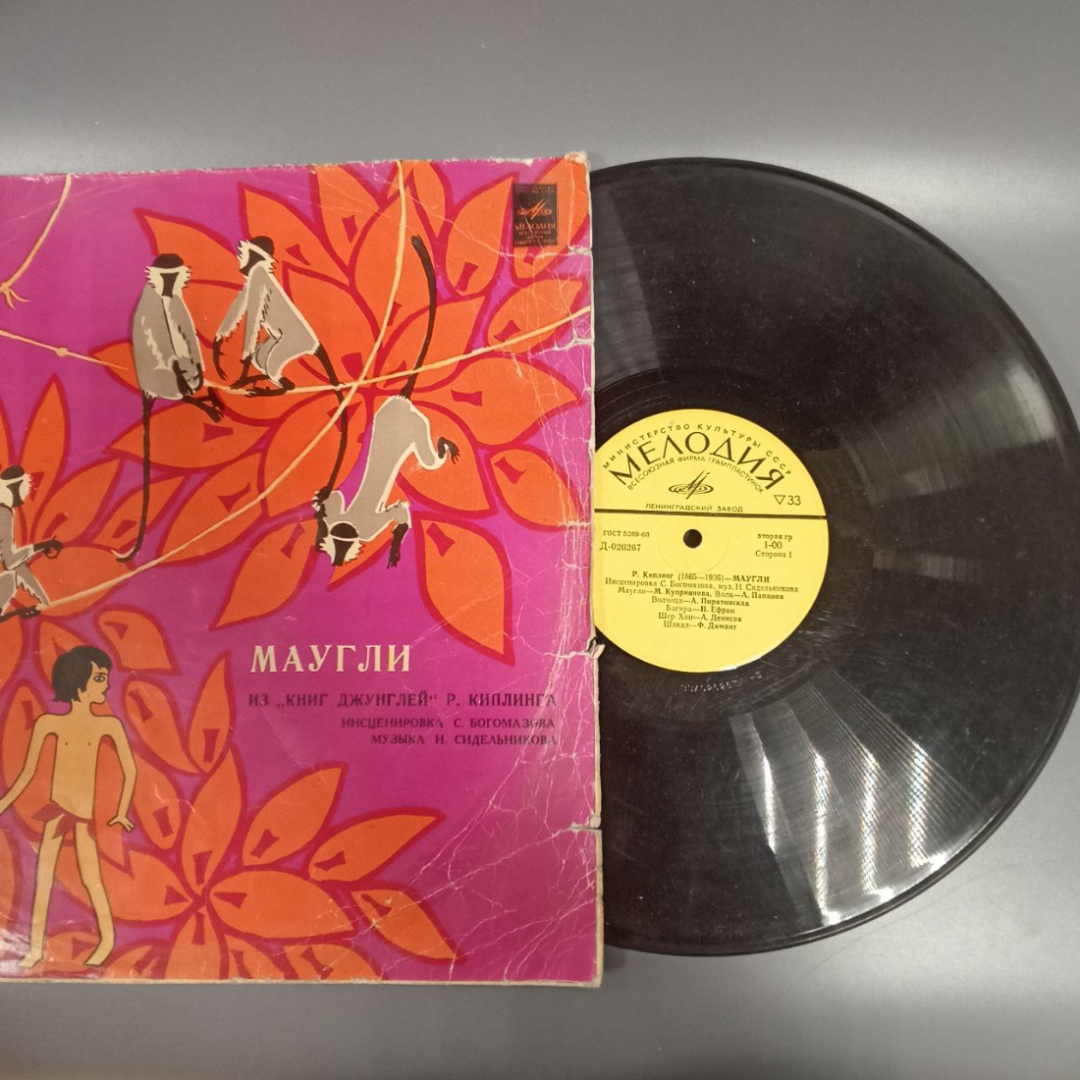 МЕЛОДИЯ
МАУГЛИ
ИЗ „КНИГ ДЖУНГЛЕЙ“ Р. КИПЛИНГА
ИНСЦЕНИРОВКА С. БОГОМАЗОВА
МУЗЫКА Н. СИДЕЛЬНИКОВА
МИНИСТЕРСТВО КУЛЬТУРЫ СССР
МЕЛОДИЯ
ВСЕСОЮЗНАЯ ФИРМА ГРАМПЛАСТИНОК
▽33
ЛЕНИНГРАДСКИЙ ЗАВОД
ГОСТ 5289-68
вторая гр
Д-026267
1-00
Сторона 1
Р. Киплинг (1865—1936)—МАУГЛИ
Инсценировка С. Богомазова, муз. Н. Сидельникова
Маугли—М. Куприянова, Волк—А. Папанов
Волчица—А. Пирятинская
Багира—Н. Ефрон
Шер Хан—А. Денисов
Шакал—Ф. Димант